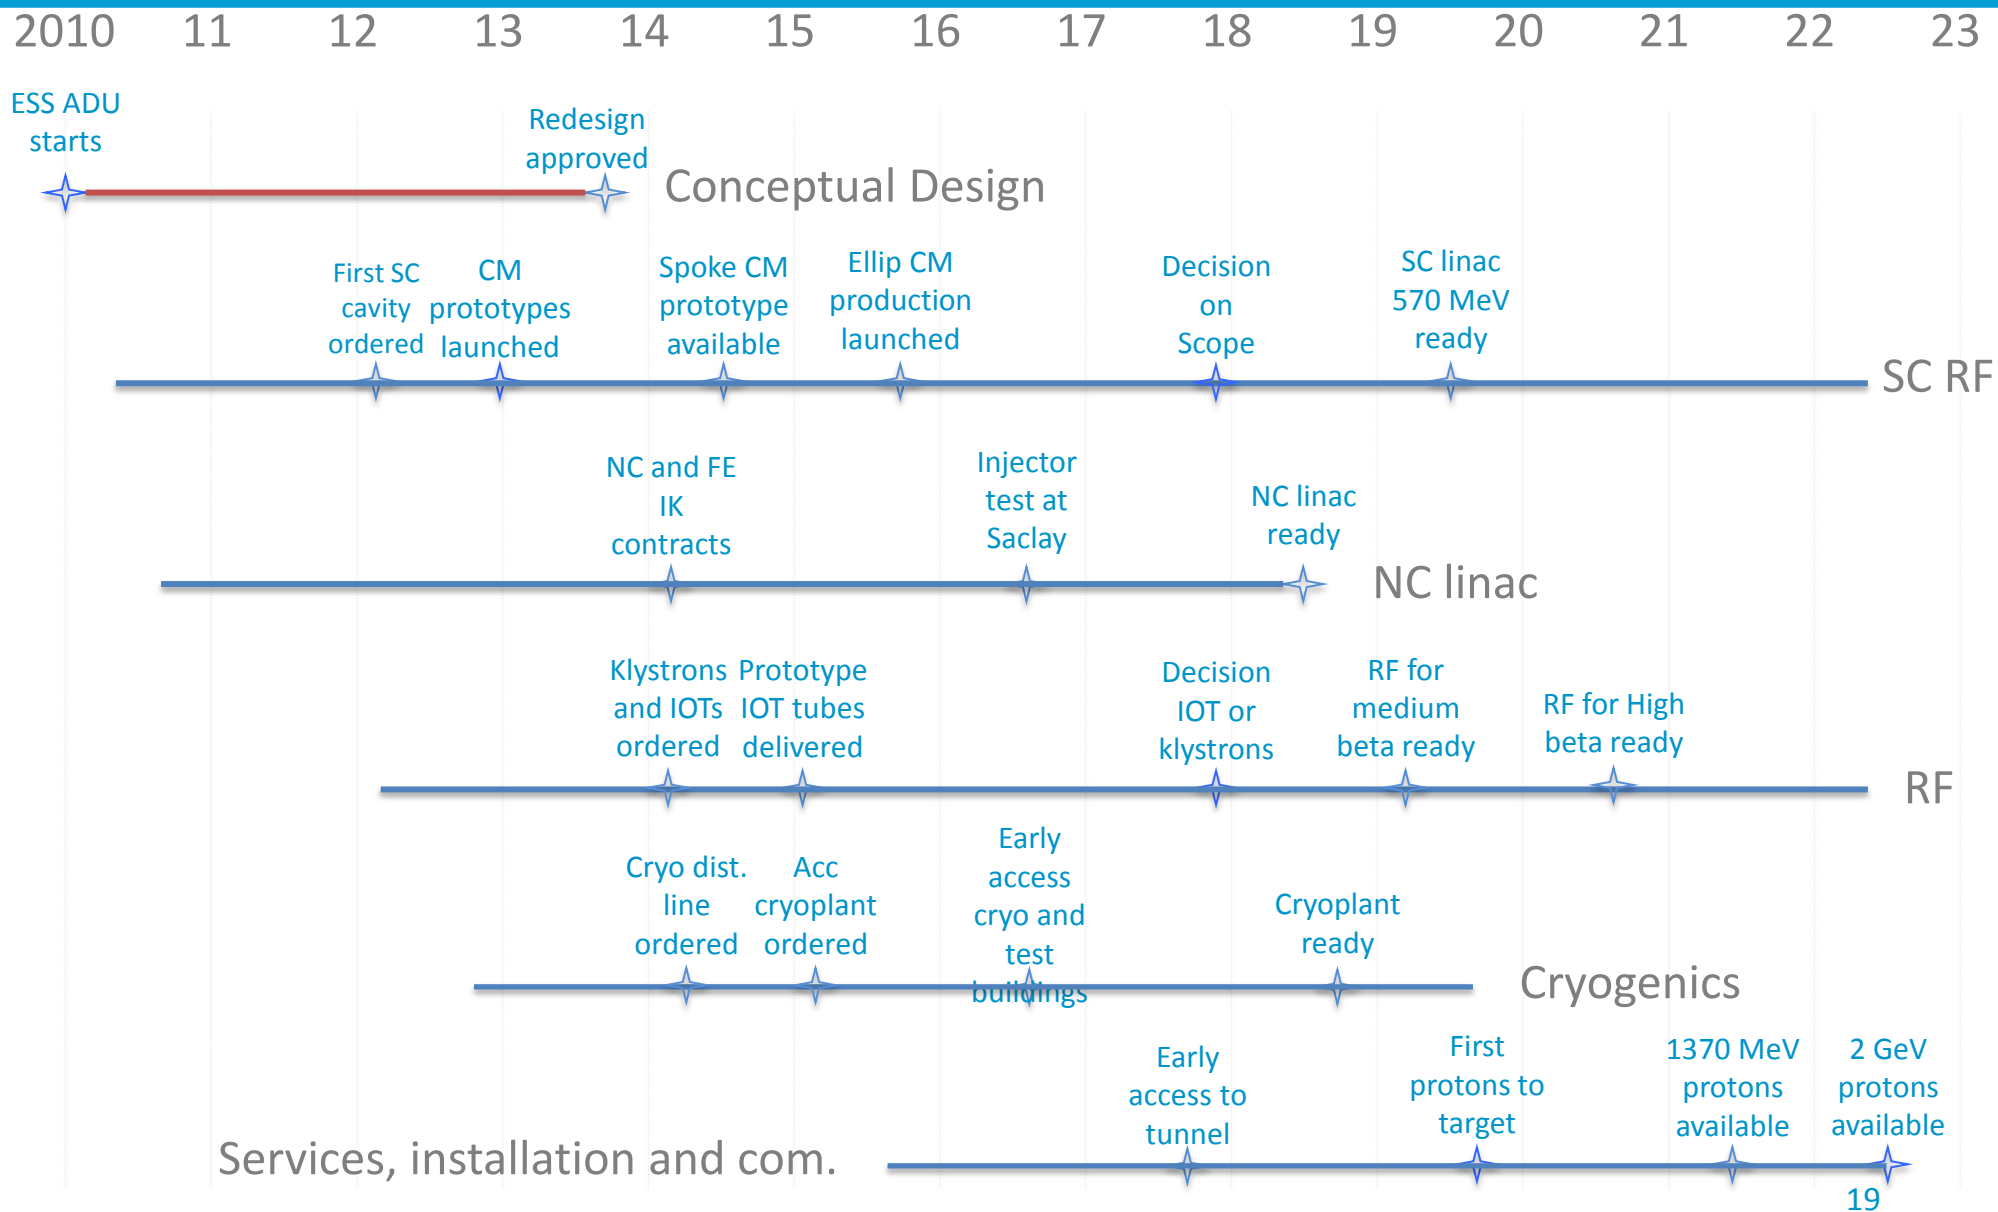 2010 11 12 13 14 15 16 17 18 19 20 21 22 23
ESS ADU
starts
Redesign
approved
Conceptual Design
First SC
cavity
ordered
CM
prototypes
launched
Spoke CM
prototype
available
Ellip CM
production
launched
Decision
on
Scope
SC linac
570 MeV
ready
SC RF
NC and FE
IK
contracts
Injector
test at
Saclay
NC linac
ready
NC linac
Klystrons
and IOTs
ordered
Prototype
IOT tubes
delivered
Decision
IOT or
klystrons
RF for
medium
beta ready
RF for High
beta ready
RF
Cryo dist.
line
ordered
Acc
cryoplant
ordered
Early
access
cryo and
test
buildings
Cryoplant
ready
Cryogenics
Early
access to
tunnel
First
protons to
target
1370 MeV
protons
available
2 GeV
protons
available
Services, installation and com.
19